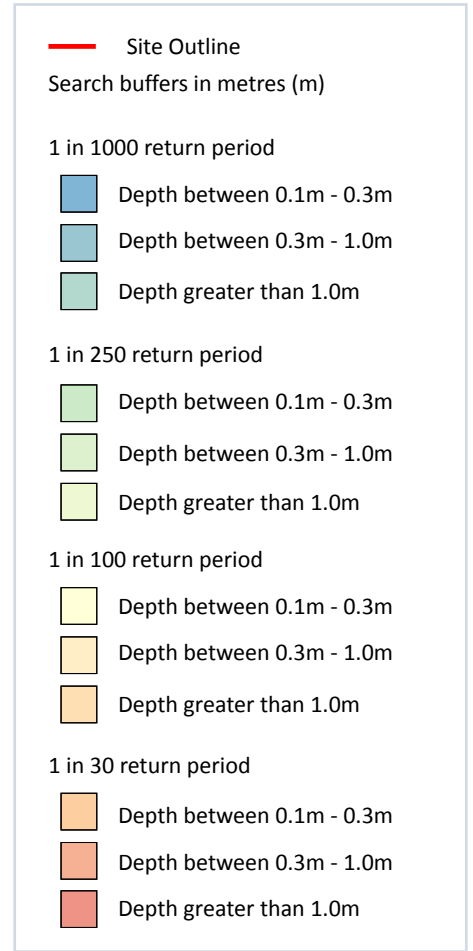 Site Outline
Search buffers in metres (m)
1 in 1000 return period
Depth between 0.1m - 0.3m
Depth between 0.3m - 1.0m
Depth greater than 1.0m
1 in 250 return period
Depth between 0.1m - 0.3m
Depth between 0.3m - 1.0m
Depth greater than 1.0m
1 in 100 return period
Depth between 0.1m - 0.3m
Depth between 0.3m - 1.0m
Depth greater than 1.0m
1 in 30 return period
Depth between 0.1m - 0.3m
Depth between 0.3m - 1.0m
Depth greater than 1.0m